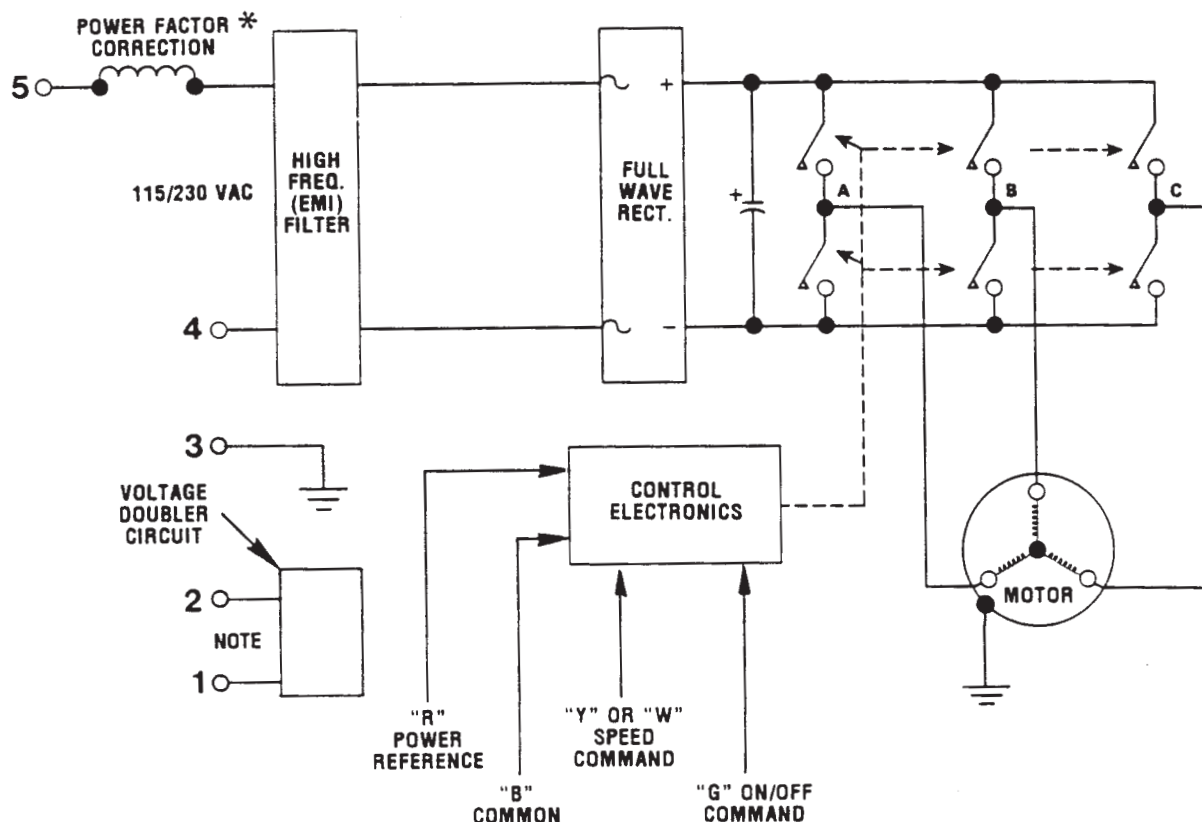 POWER FACTOR *
CORRECTION
5
115/230 VAC
HIGH
FREQ.
(EMI)
FILTER
FULL
WAVE
RECT.
+
−
+
A
B
C
4
3
VOLTAGE
DOUBLER
CIRCUIT
2
NOTE
1
CONTROL
ELECTRONICS
MOTOR
"R"
POWER
REFERENCE
"B"
COMMON
"Y" OR "W"
SPEED
COMMAND
"G" ON/OFF
COMMAND